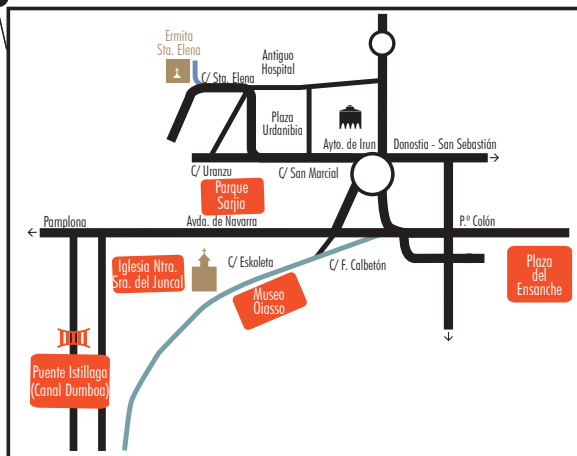 Ermita
Sta. Elena
Antiguo
Hospital
C/ Sta. Elena
Plaza
Urdanibia
Ayto. de Irun
Donostia - San Sebastián
C/ Uranzu
C/ San Marcial
Parque
Sarjia
Pamplona
Avda. de Navarra
P.º Colón
Iglesia Ntra.
Sra. del Juncal
C/ Eskoleta
C/ F. Calbetón
Plaza
del
Ensanche
Museo
Oiasso
Puente Istillaga
(Canal Dumboa)